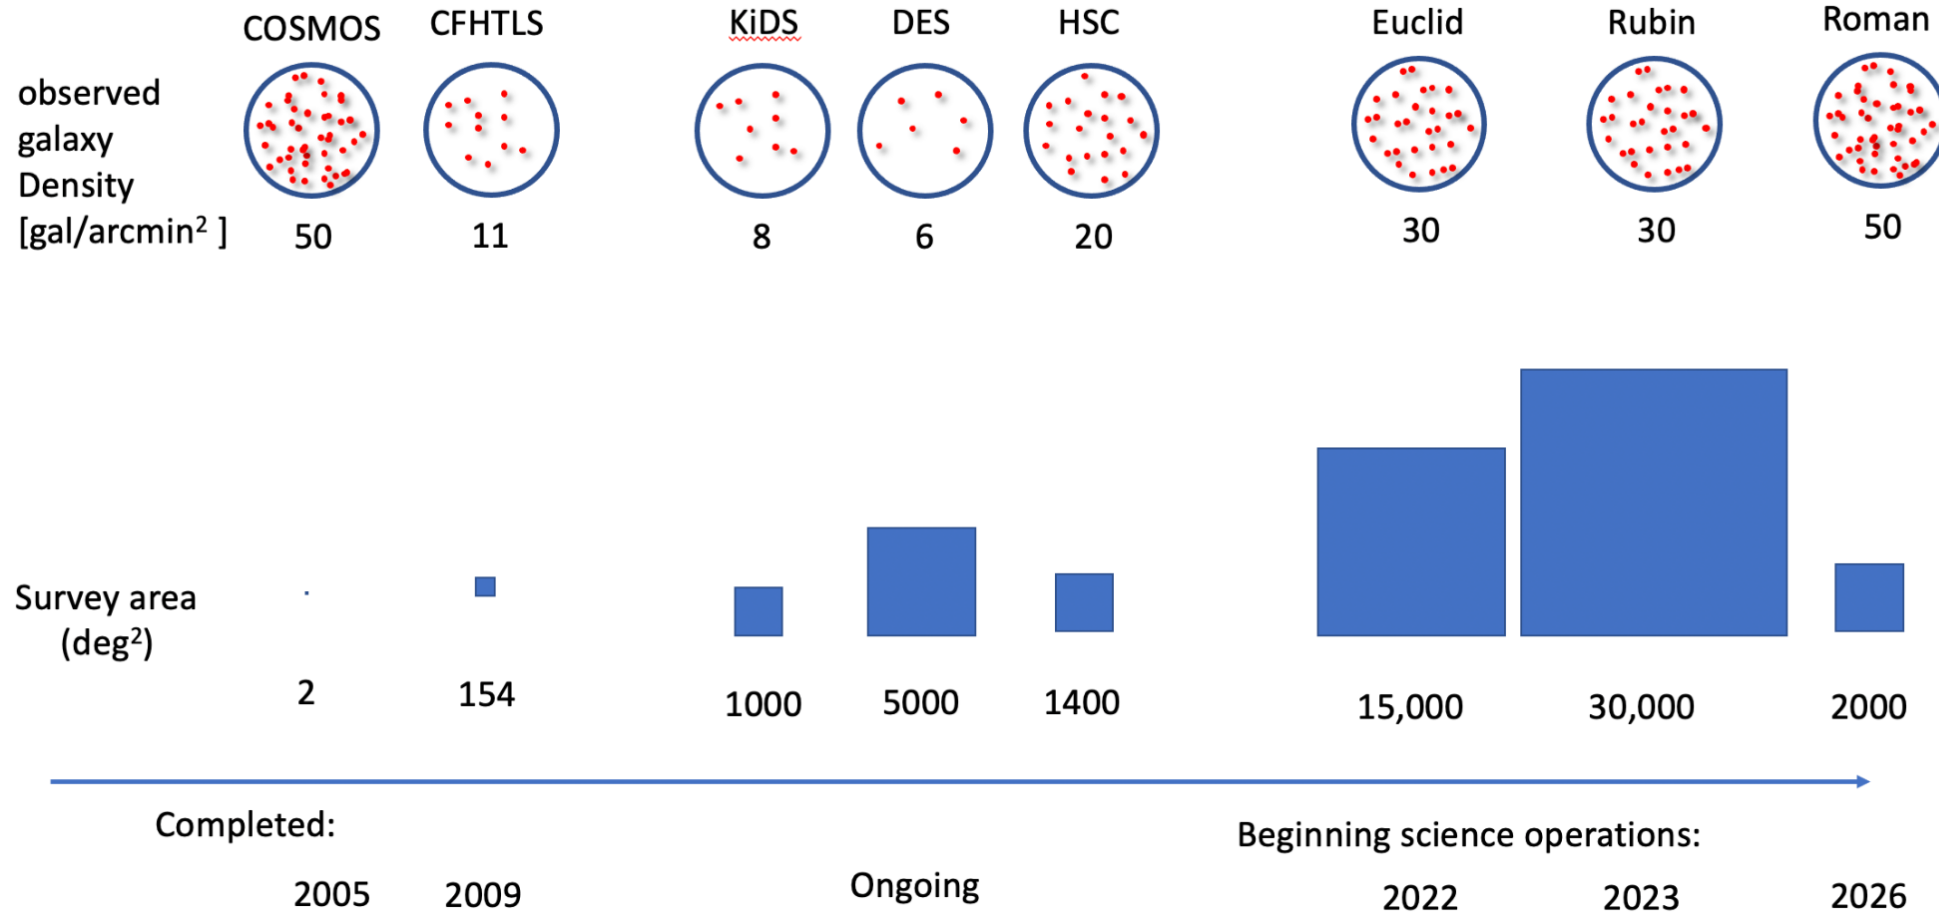 COSMOS CFHTLS KiDS DES HSC Euclid Rubin Roman
observed
galaxy
Density
[gal/arcmin² ] 50 11 8 6 20 30 30 50
Survey area
(deg²)
2 154 1000 5000 1400 15,000 30,000 2000
Completed: Beginning science operations:
2005 2009 Ongoing 2022 2023 2026